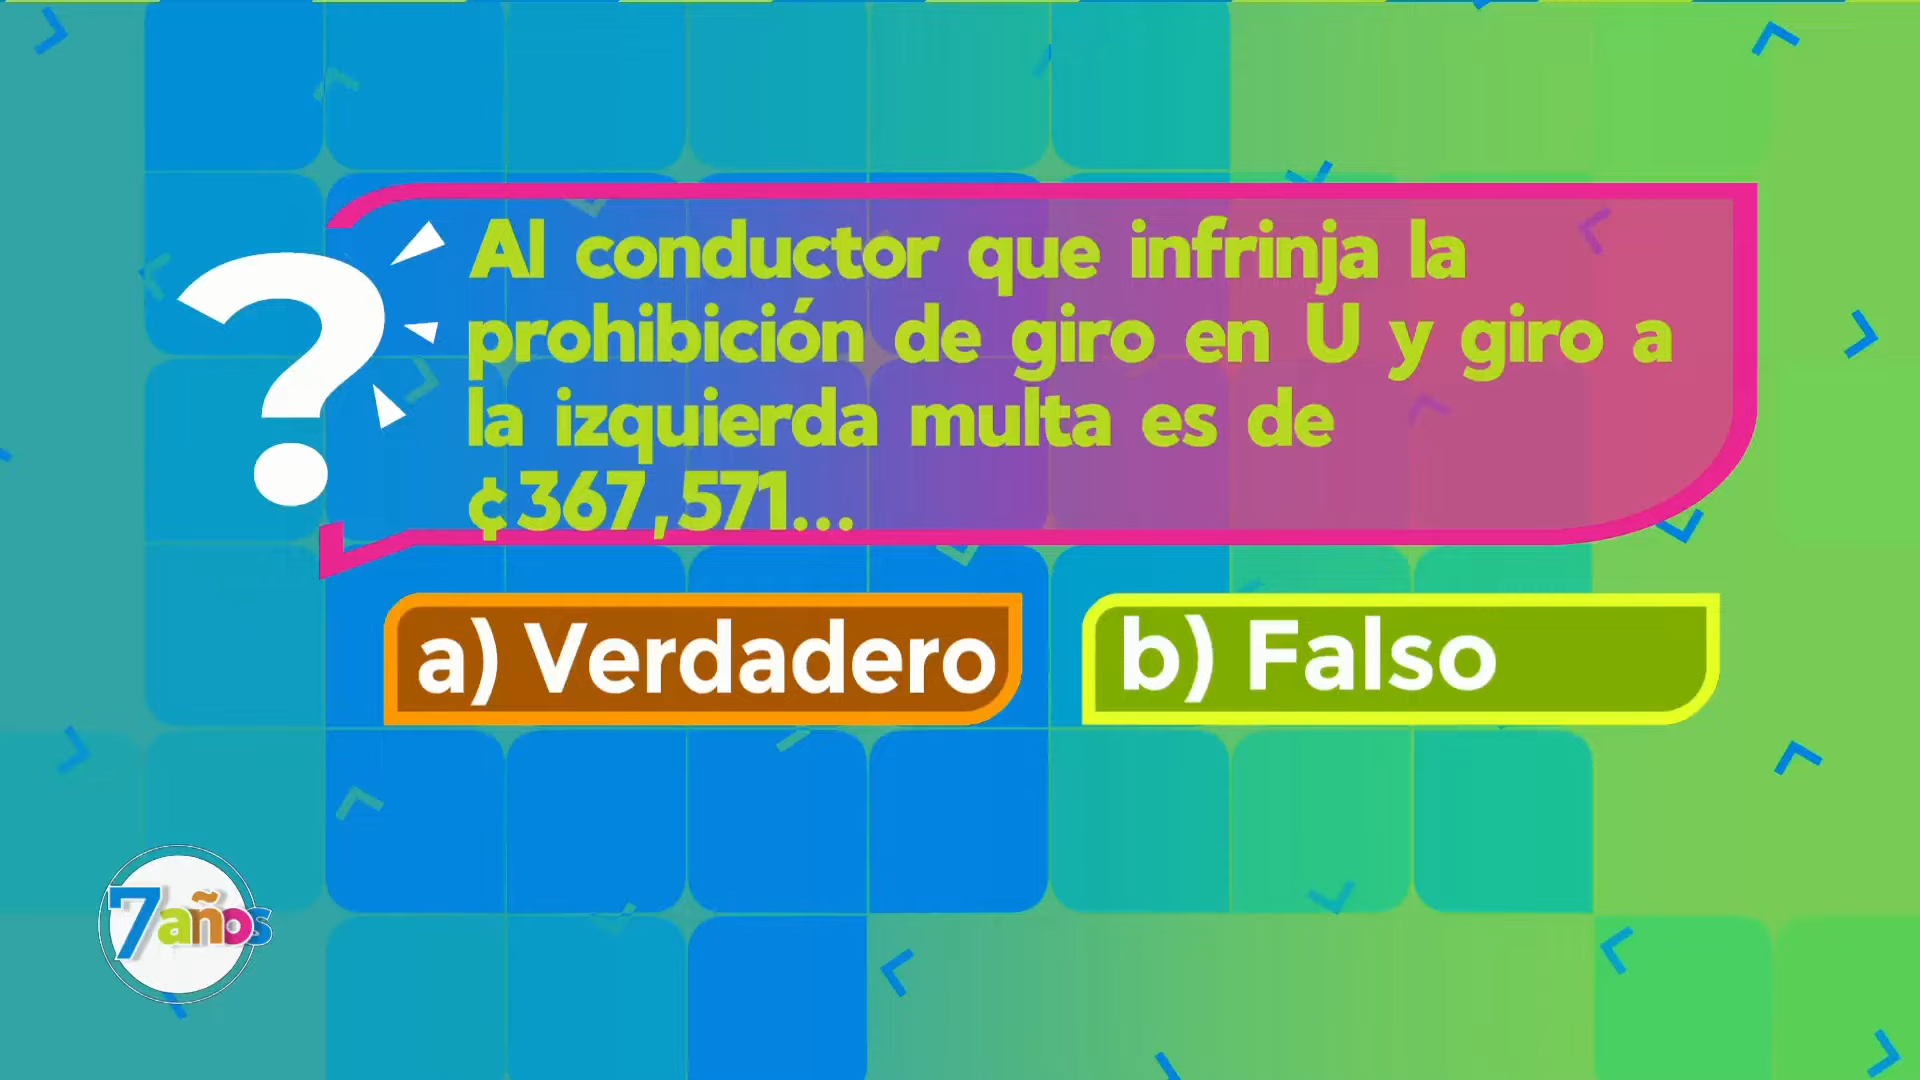 ?
Al conductor que infrinja la
prohibición de giro en U y giro a
la izquierda multa es de
¢367,571...
a) Verdadero
b) Falso
7años